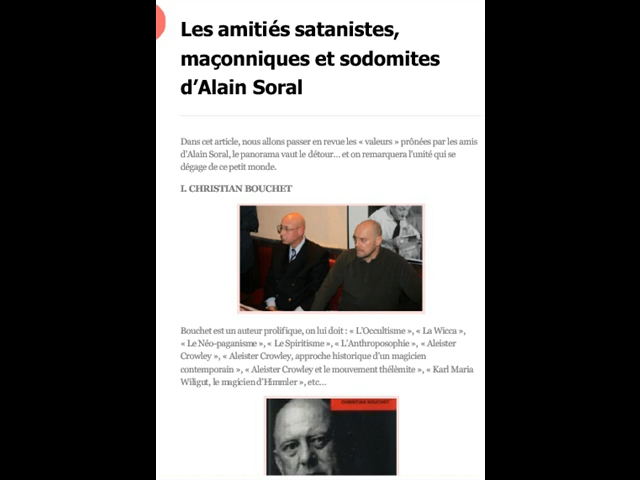 Les amitiés satanistes,
maçonniques et sodomites
d’Alain Soral
Dans cet article, nous allons passer en revue les « valeurs » prônées par les amis
d’Alain Soral, le panorama vaut le détour… et on remarquera l’unité qui se
dégage de ce petit monde.
I. CHRISTIAN BOUCHET
Bouchet est un auteur prolifique, on lui doit : « L’Occultisme », « La Wicca »,
« Le Néo-paganisme », « Le Spiritisme », « L’Anthroposophie », « Aleister
Crowley », « Aleister Crowley, approche historique d’un magicien
contemporain », « Aleister Crowley et le mouvement thélèmite », « Karl Maria
Wiligut, le magicien d’Himmler », etc…
CHRISTIAN BOUCHET